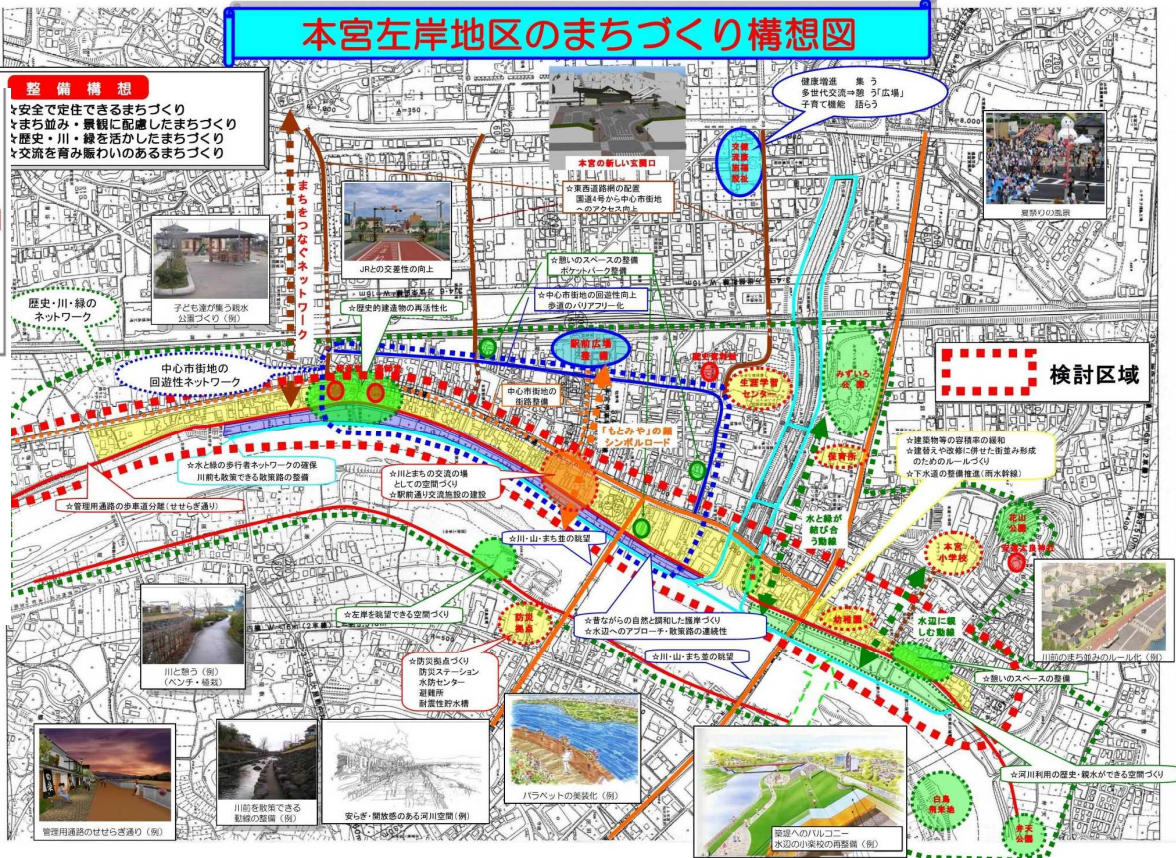 本宮左岸地区のまちづくり構想図
整備構想
☆安全で定住できるまちづくり
☆まち並み・景観に配慮したまちづくり
☆歴史・川・緑を活かしたまちづくり
☆交流を育み賑わいのあるまちづくり
健康増進　集う
多世代交流⇒憩う「広場」
子育て機能　語らう
健康福祉
交流施設
本宮の新しい玄関口
夏祭りの風景
まちをつなぐネットワーク
☆東西道路網の配置
国道4号から中心市街地
へのアクセス向上
JRとの交差性の向上
子ども達が集う親水
公園づくり(例)
歴史・川・緑の
ネットワーク
☆歴史的建造物の再活性化
☆憩いのスペースの整備
ポケットパーク整備
☆中心市街地の回遊性向上
歩道のバリアフリー化
駅前広場
整備
中心市街地の
回遊性ネットワーク
中心市街地の
街路整備
「もとみや」の顔
シンボルロード
歴史資料館
生涯学習
センター
みずいろ
公園
検討区域
保育所
☆建築物等の容積率の緩和
☆建替えや改修に併せた街並み形成
のためのルールづくり
☆下水道の整備推進(雨水幹線)
☆水と緑の歩行者ネットワークの確保
川前も散策できる散策路の整備
☆管理用通路の歩車道分離(せせらぎ通り)
☆川とまちの交流の場
としての空間づくり
☆駅前通り交流施設の建設
☆川・山・まち並の眺望
水と緑が
結び合
う動線
花山
公園
本宮
小学校
安達太良神社
☆左岸を眺望できる空間づくり
防災
拠点
☆昔ながらの自然と調和した護岸づくり
☆水辺へのアプローチ・散策路の連続性
幼稚園
水辺に親
しむ動線
川前のまち並みのルール化(例)
☆川・山・まち並の眺望
☆憩いのスペースの整備
☆防災拠点づくり
防災ステーション
水防センター
避難所
耐震性貯水槽
川と憩う(例)
(ベンチ・植栽)
管理用通路のせせらぎ通り(例)
川前を散策できる
動線の整備(例)
安らぎ・開放感のある河川空間(例)
パラペットの美装化(例)
築堤へのバルコニー
水辺の小楽校の再整備(例)
☆河川利用の歴史・親水ができる空間づくり
白鳥
飛来地
弁天
公園